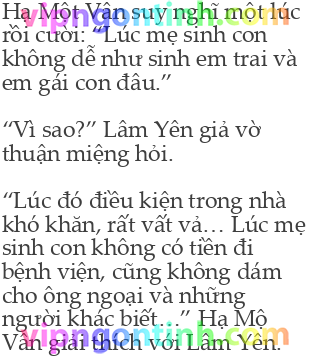 Hạ Một Vân suy nghĩ một lúc
rồi cười: “Lúc mẹ sinh con
không dễ như sinh em trai và
em gái con đâu.”
“Vì sao?” Lâm Yên giả vờ
thuận miệng hỏi.
“Lúc đó điều kiện trong nhà
khó khăn, rất vất vả… Lúc mẹ
sinh con không có tiền đi
bệnh viện, cũng không dám
cho ông ngoại và những
người khác biết…” Hạ Mộ
Vân giải thích với Lâm Yên.
vipngontinh.com
vipngontinh.com